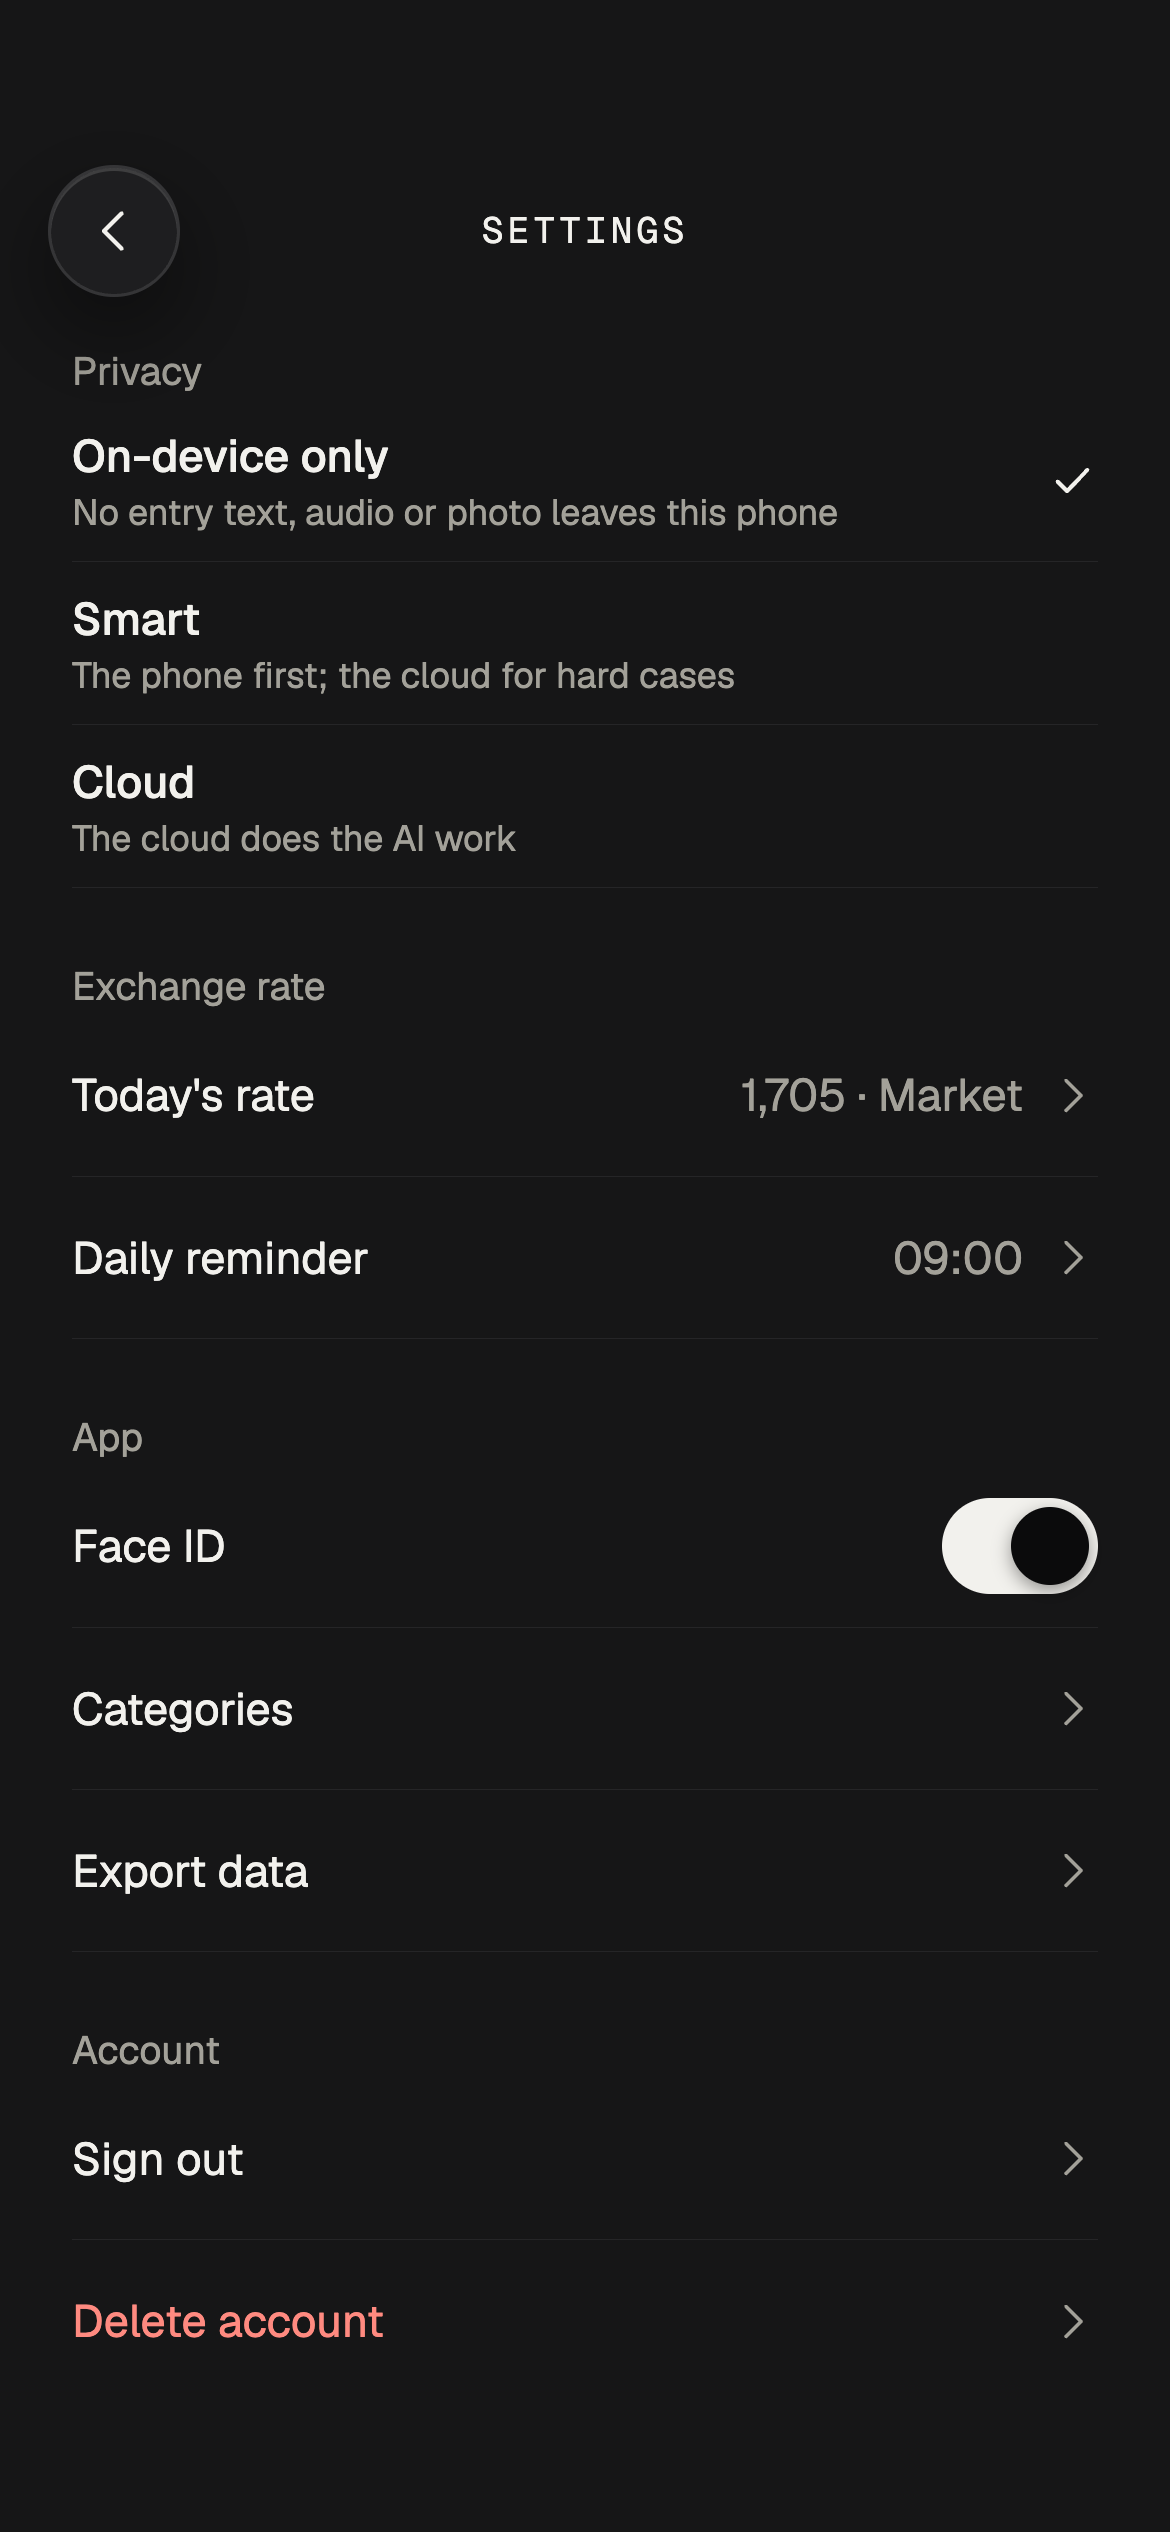 SETTINGS
Privacy
On-device only
No entry text, audio or photo leaves this phone
Smart
The phone first; the cloud for hard cases
Cloud
The cloud does the AI work
Exchange rate
Today's rate 1,705 · Market
Daily reminder 09:00
App
Face ID
Categories
Export data
Account
Sign out
Delete account